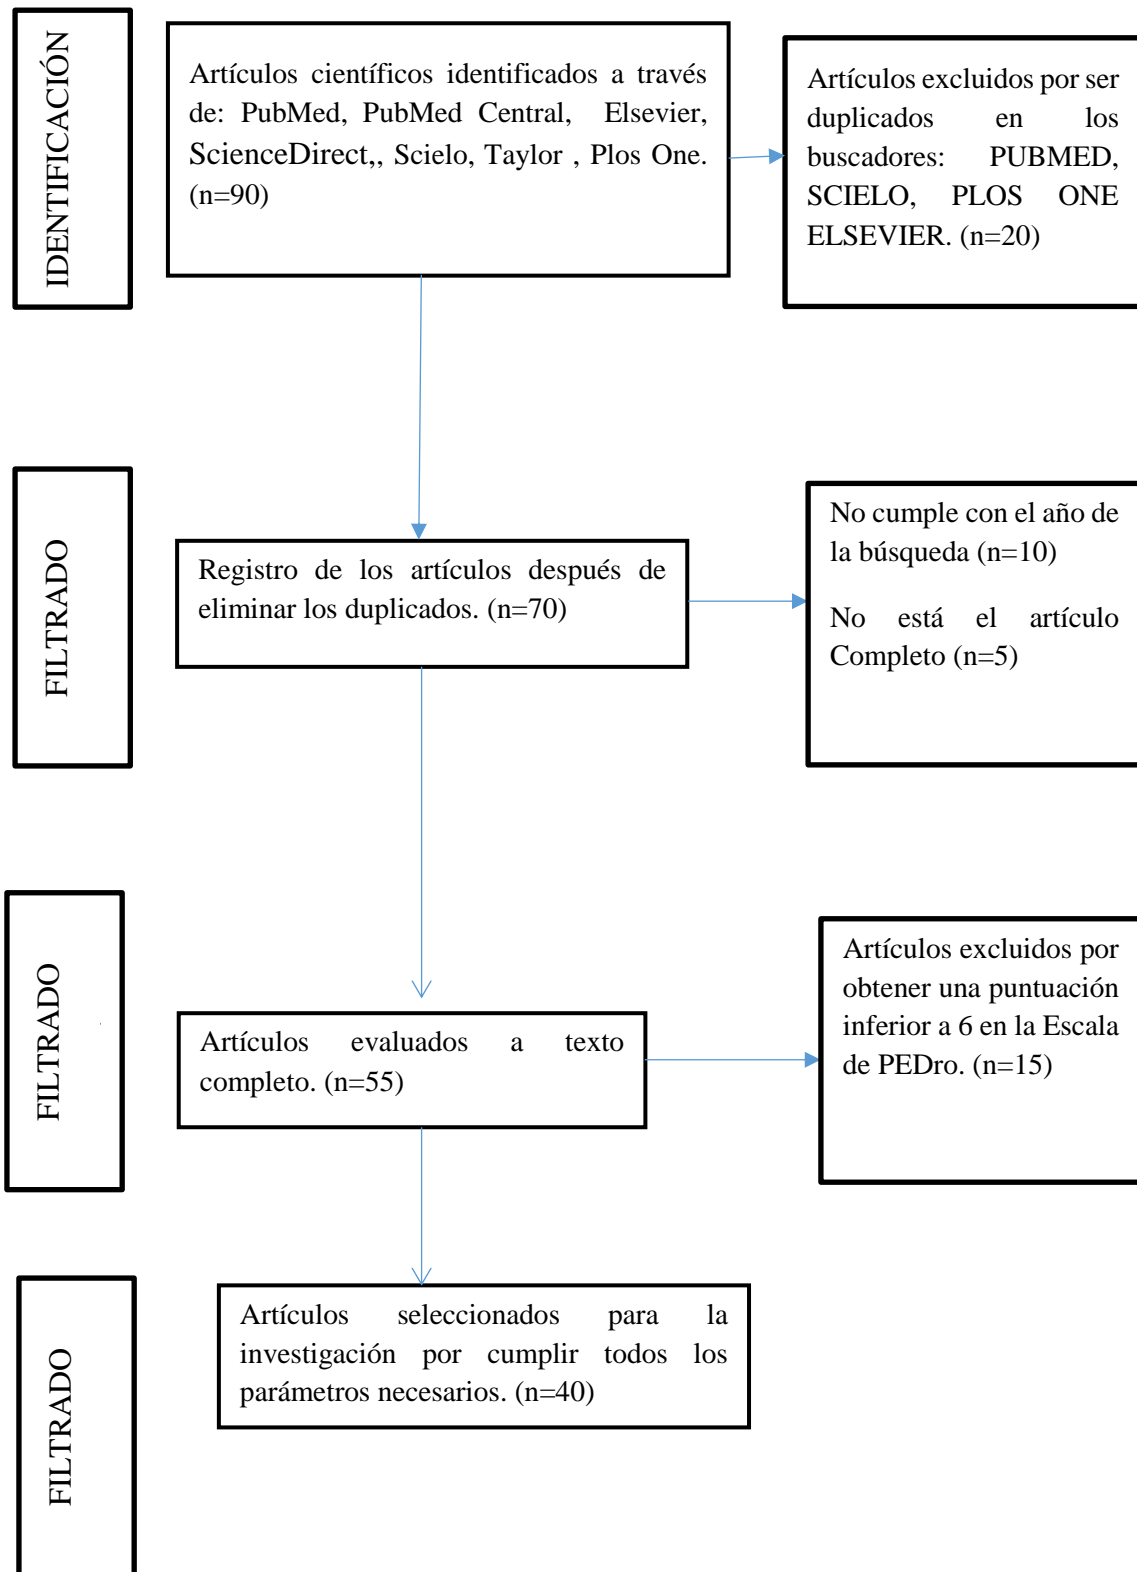 IDENTIFICACIÓN
Artículos científicos identificados a través
de: PubMed, PubMed Central, Elsevier,
ScienceDirect,, Scielo, Taylor , Plos One.
(n=90)
Artículos excluidos por ser
duplicados en los
buscadores: PUBMED,
SCIELO, PLOS ONE
ELSEVIER. (n=20)
FILTRADO
Registro de los artículos después de
eliminar los duplicados. (n=70)
No cumple con el año de
la búsqueda (n=10)
No está el artículo
Completo (n=5)
FILTRADO
Artículos evaluados a texto
completo. (n=55)
Artículos excluidos por
obtener una puntuación
inferior a 6 en la Escala
de PEDro. (n=15)
FILTRADO
Artículos seleccionados para la
investigación por cumplir todos los
parámetros necesarios. (n=40)